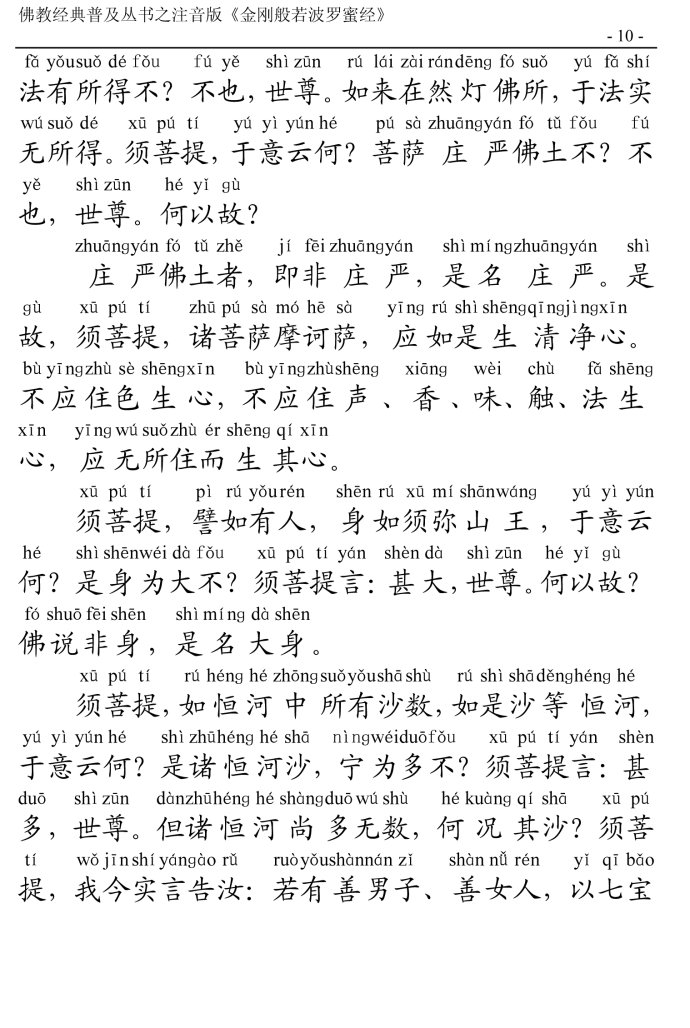 佛教经典普及丛书之注音版《金刚般若波罗蜜经》
- 10 -
fǎ yǒusuǒ dé fǒu fú yě shì zūn rú lái zài rándēng fó suǒ yú fǎ shí
法有所得不？不也，世尊。如来在然灯佛所，于法实
wú suǒ dé xū pú tí yú yì yún hé pú sà zhuāngyán fó tǔ fǒu fú
无所得。须菩提，于意云何？菩萨庄严佛土不？不
yě shì zūn hé yǐ gù
也，世尊。何以故？
zhuāngyán fó tǔ zhě jí fēi zhuāngyán shì míngzhuāngyán shì
庄严佛土者，即非庄严，是名庄严。是
gù xū pú tí zhū pú sà mó hē sà yīng rú shì shēngqīngjìngxīn
故，须菩提，诸菩萨摩诃萨，应如是生清净心。
bù yīngzhù sè shēngxīn bù yīngzhùshēng xiāng wèi chù fǎ shēng
不应住色生心，不应住声、香、味、触、法生
xīn yīng wú suǒzhù ér shēng qí xīn
心，应无所住而生其心。
xū pú tí pì rú yǒurén shēn rú xū mí shānwáng yú yì yún
须菩提，譬如有人，身如须弥山王，于意云
hé shì shēnwéi dà fǒu xū pú tí yán shèn dà shì zūn hé yǐ gù
何？是身为大不？须菩提言：甚大，世尊。何以故？
fó shuō fēi shēn shì míng dà shēn
佛说非身，是名大身。
xū pú tí rú héng hé zhōngsuǒyǒushāshù rú shì shāděnghéng hé
须菩提，如恒河中所有沙数，如是沙等恒河，
yú yì yún hé shì zhūhéng hé shā nìngwéiduōfǒu xū pú tí yán shèn
于意云何？是诸恒河沙，宁为多不？须菩提言：甚
duō shì zūn dànzhūhéng hé shàngduō wú shù hé kuàng qí shā xū pú
多，世尊。但诸恒河尚多无数，何况其沙？须菩
tí wǒ jīn shí yángào rǔ ruòyǒushànnán zǐ shàn nǚ rén yǐ qī bǎo
提，我今实言告汝：若有善男子、善女人，以七宝